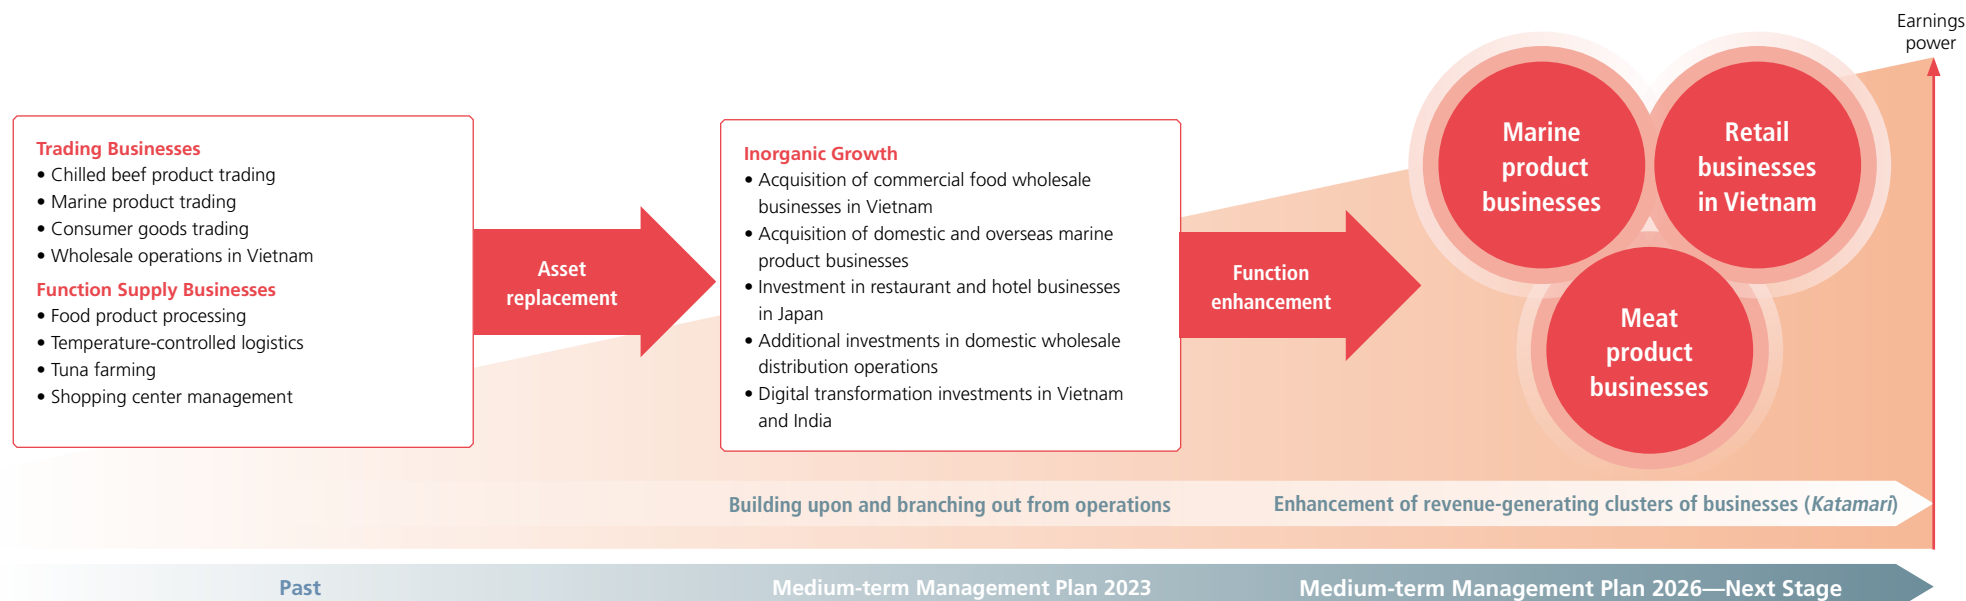 Earnings
power
Trading Businesses
• Chilled beef product trading
• Marine product trading
• Consumer goods trading
• Wholesale operations in Vietnam
Function Supply Businesses
• Food product processing
• Temperature-controlled logistics
• Tuna farming
• Shopping center management
Asset
replacement
Inorganic Growth
• Acquisition of commercial food wholesale
businesses in Vietnam
• Acquisition of domestic and overseas marine
product businesses
• Investment in restaurant and hotel businesses
in Japan
• Additional investments in domestic wholesale
distribution operations
• Digital transformation investments in Vietnam
and India
Function
enhancement
Marine
product
businesses
Retail
businesses
in Vietnam
Meat
product
businesses
Building upon and branching out from operations
Enhancement of revenue-generating clusters of businesses (Katamari)
Past
Medium-term Management Plan 2023
Medium-term Management Plan 2026—Next Stage